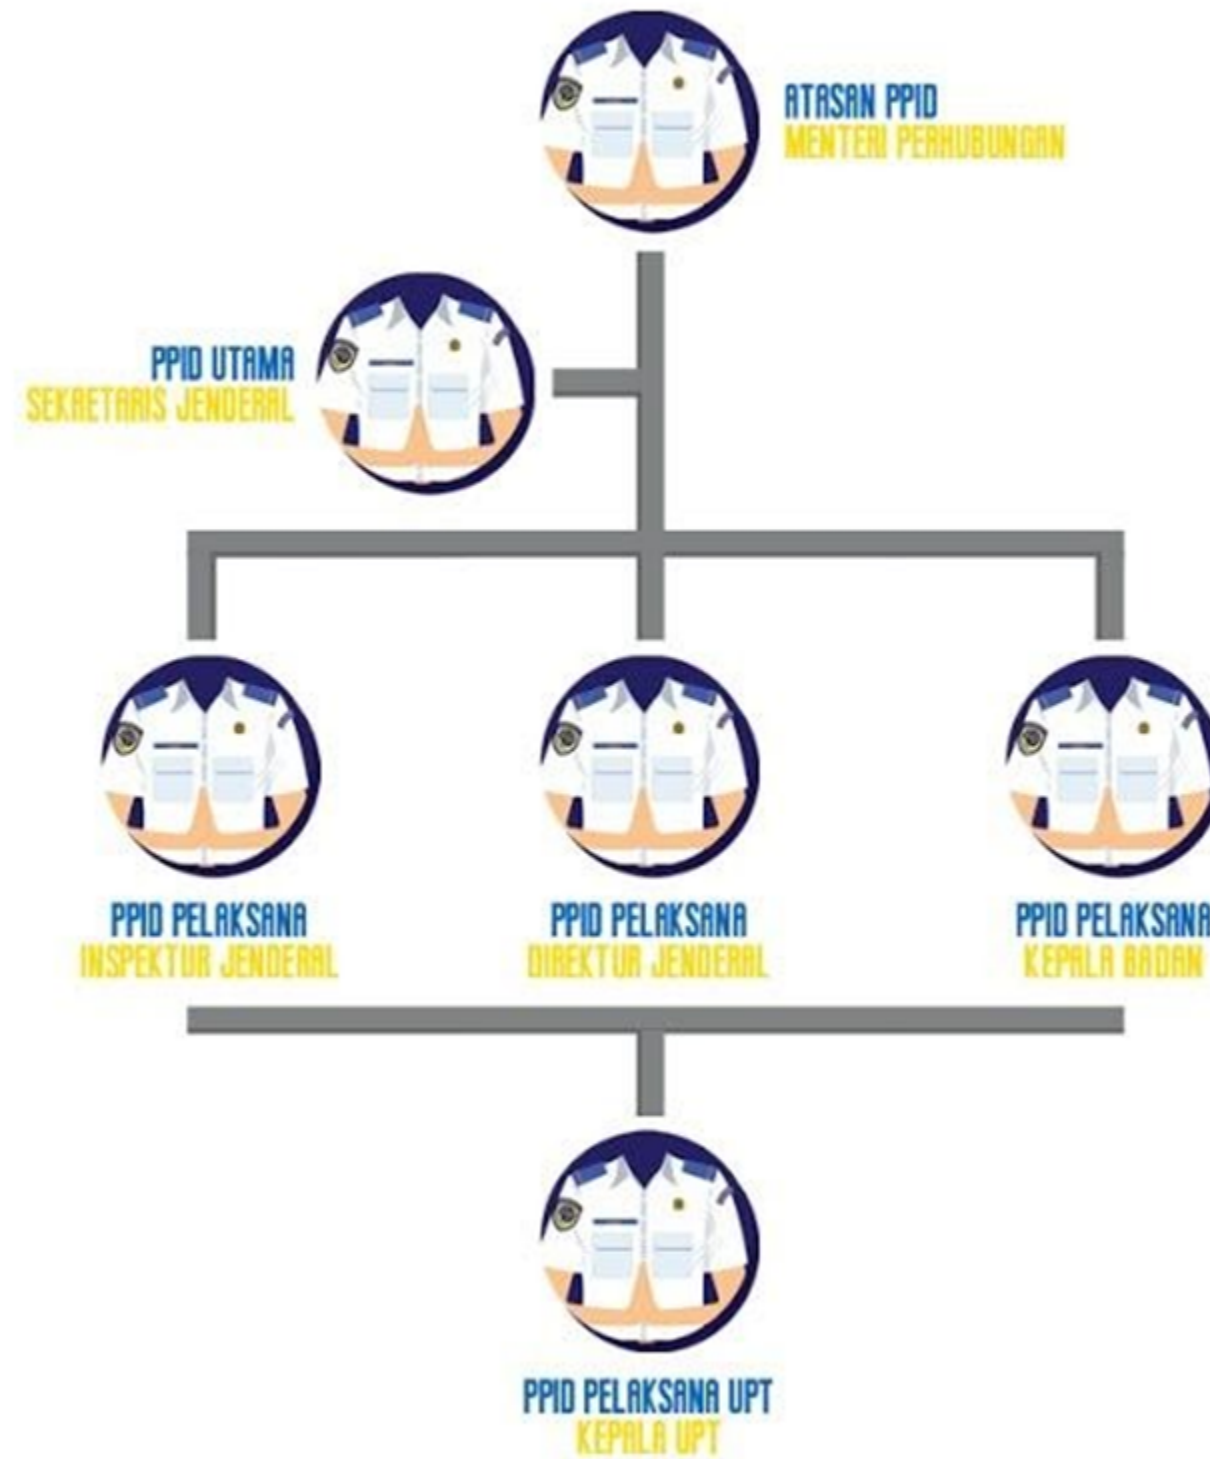 ATASAN PPID
MENTERI PERHUBUNGAN
PPID UTAMA
SEKRETARIS JENDERAL
PPID PELAKSANA
INSPEKTUR JENDERAL
PPID PELAKSANA
DIREKTUR JENDERAL
PPID PELAKSANA
KEPALA BADAN
PPID PELAKSANA UPT
KEPALA UPT